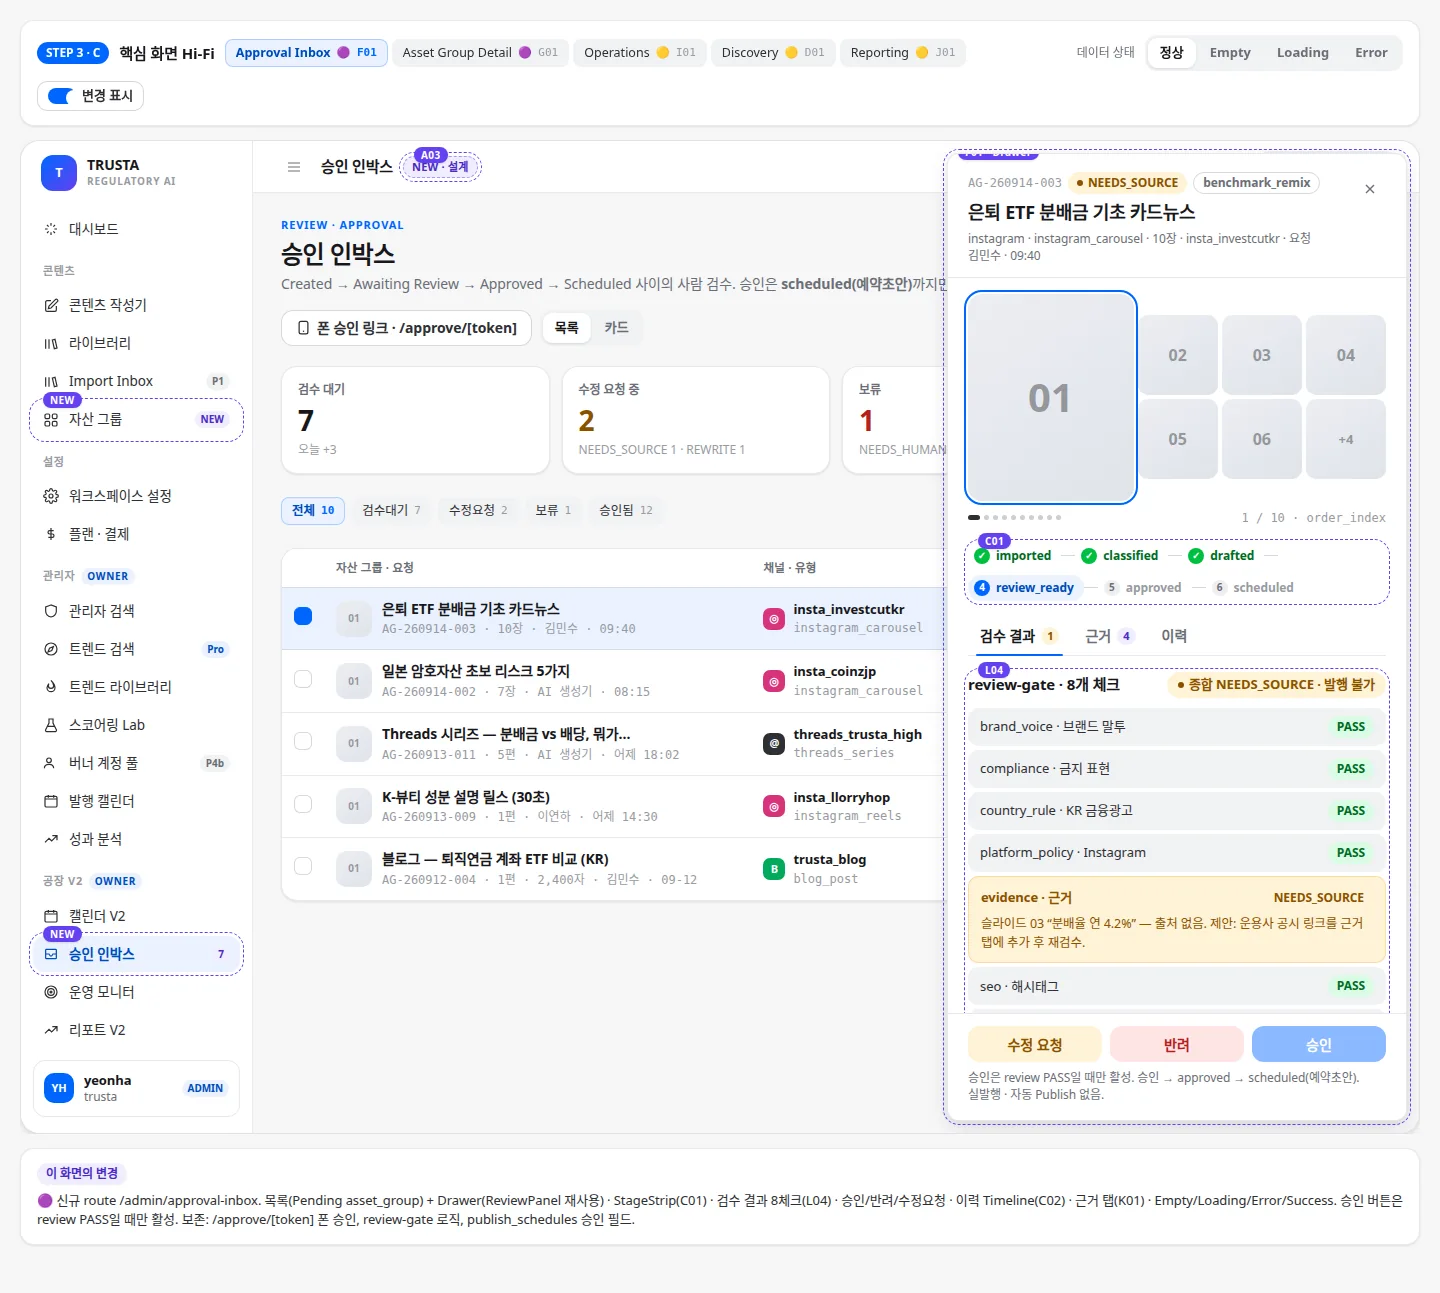 STEP 3 · C 핵심 화면 Hi-Fi Approval Inbox F01 Asset Group Detail G01 Operations I01 Discovery D01 Reporting J01 데이터 상태 정상 Empty Loading Error
변경 표시
T TRUSTA
REGULATORY AI
대시보드
콘텐츠
콘텐츠 작성기
라이브러리
Import Inbox P1
NEW
자산 그룹 NEW
설정
워크스페이스 설정
플랜 · 결제
관리자 OWNER
관리자 검색
트렌드 검색 Pro
트렌드 라이브러리
스코어링 Lab
버너 계정 풀 P4b
발행 캘린더
성과 분석
공장 V2 OWNER
캘린더 V2
NEW
승인 인박스 7
운영 모니터
리포트 V2
YH yeonha ADMIN
trusta
A03
승인 인박스 NEW · 설계
REVIEW · APPROVAL
승인 인박스
Created → Awaiting Review → Approved → Scheduled 사이의 사람 검수. 승인은 scheduled(예약초안)까지만
폰 승인 링크 · /approve/[token] 목록 카드
검수 대기
7
오늘 +3
수정 요청 중
2
NEEDS_SOURCE 1 · REWRITE 1
보류
1
NEEDS_HUMAN
전체 10 검수대기 7 수정요청 2 보류 1 승인됨 12
자산 그룹 · 요청 채널 · 유형
01 은퇴 ETF 분배금 기초 카드뉴스 insta_investcutkr
AG-260914-003 · 10장 · 김민수 · 09:40 instagram_carousel
01 일본 암호자산 초보 리스크 5가지 insta_coinzjp
AG-260914-002 · 7장 · AI 생성기 · 08:15 instagram_carousel
01 Threads 시리즈 — 분배금 vs 배당, 뭐가… @ threads_trusta_high
AG-260913-011 · 5편 · AI 생성기 · 어제 18:02 threads_series
01 K-뷰티 성분 설명 릴스 (30초) insta_llorryhop
AG-260913-009 · 1편 · 이연하 · 어제 14:30 instagram_reels
01 블로그 — 퇴직연금 계좌 ETF 비교 (KR) B trusta_blog
AG-260912-004 · 1편 · 2,400자 · 김민수 · 09-12 blog_post
AG-260914-003 NEEDS_SOURCE benchmark_remix ×
은퇴 ETF 분배금 기초 카드뉴스
instagram · instagram_carousel · 10장 · insta_investcutkr · 요청
김민수 · 09:40
01 02 03 04
05 06 +4
1 / 10 · order_index
C01
✓ imported ✓ classified ✓ drafted
4 review_ready 5 approved 6 scheduled
검수 결과 1 근거 4 이력
L04
review-gate · 8개 체크 종합 NEEDS_SOURCE · 발행 불가
brand_voice · 브랜드 말투 PASS
compliance · 금지 표현 PASS
country_rule · KR 금융광고 PASS
platform_policy · Instagram PASS
evidence · 근거 NEEDS_SOURCE
슬라이드 03 “분배율 연 4.2%” — 출처 없음. 제안: 운용사 공시 링크를 근거
탭에 추가 후 재검수.
seo · 해시태그 PASS
수정 요청 반려 승인
승인은 review PASS일 때만 활성. 승인 → approved → scheduled(예약초안).
실발행 · 자동 Publish 없음.
이 화면의 변경
신규 route /admin/approval-inbox. 목록(Pending asset_group) + Drawer(ReviewPanel 재사용) · StageStrip(C01) · 검수 결과 8체크(L04) · 승인/반려/수정요청 · 이력 Timeline(C02) · 근거 탭(K01) · Empty/Loading/Error/Success. 승인 버튼은
review PASS일 때만 활성. 보존: /approve/[token] 폰 승인, review-gate 로직, publish_schedules 승인 필드.